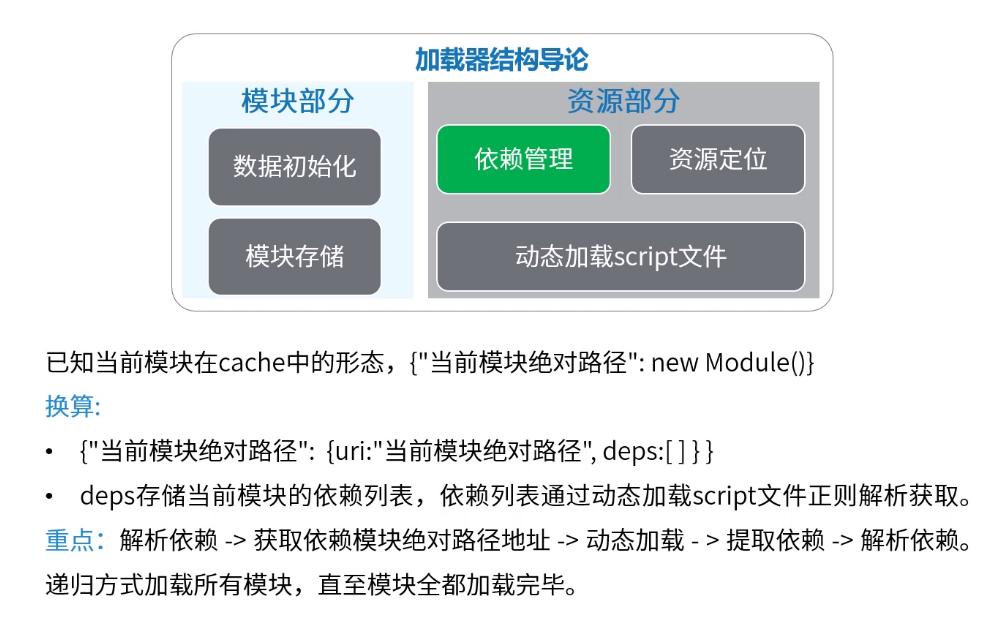 加载器结构导论
模块部分
资源部分
数据初始化
依赖管理
资源定位
模块存储
动态加载script文件
已知当前模块在cache中的形态，{"当前模块绝对路径": new Module()}
换算:
• {"当前模块绝对路径": {uri:"当前模块绝对路径", deps:[ ] } }
• deps存储当前模块的依赖列表，依赖列表通过动态加载script文件正则解析获取。
重点：解析依赖 -> 获取依赖模块绝对路径地址 -> 动态加载 - > 提取依赖 -> 解析依赖。
递归方式加载所有模块，直至模块全都加载完毕。